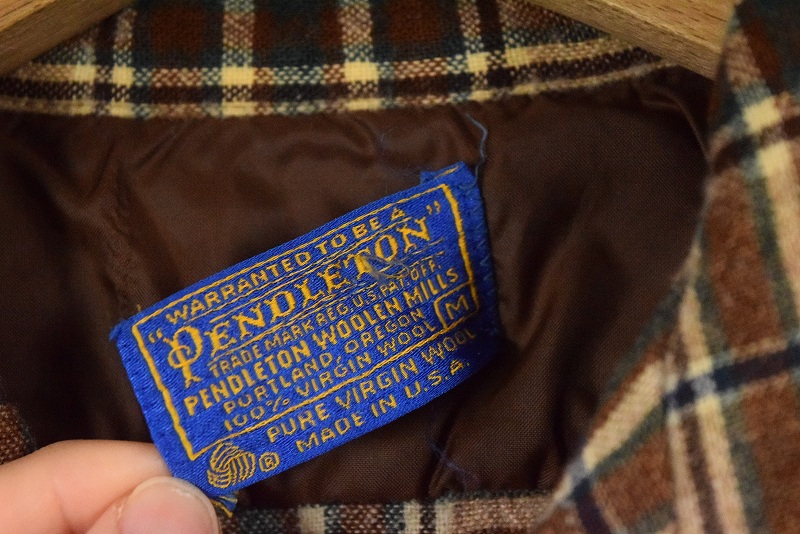 "WARRANTED TO BE A
PENDLETON"
TRADE MARK REG. U.S. PAT. OFF.
PENDLETON WOOLEN MILLS
PORTLAND, OREGON
100% VIRGIN WOOL
M
PURE VIRGIN WOOL
® MADE IN U.S.A.